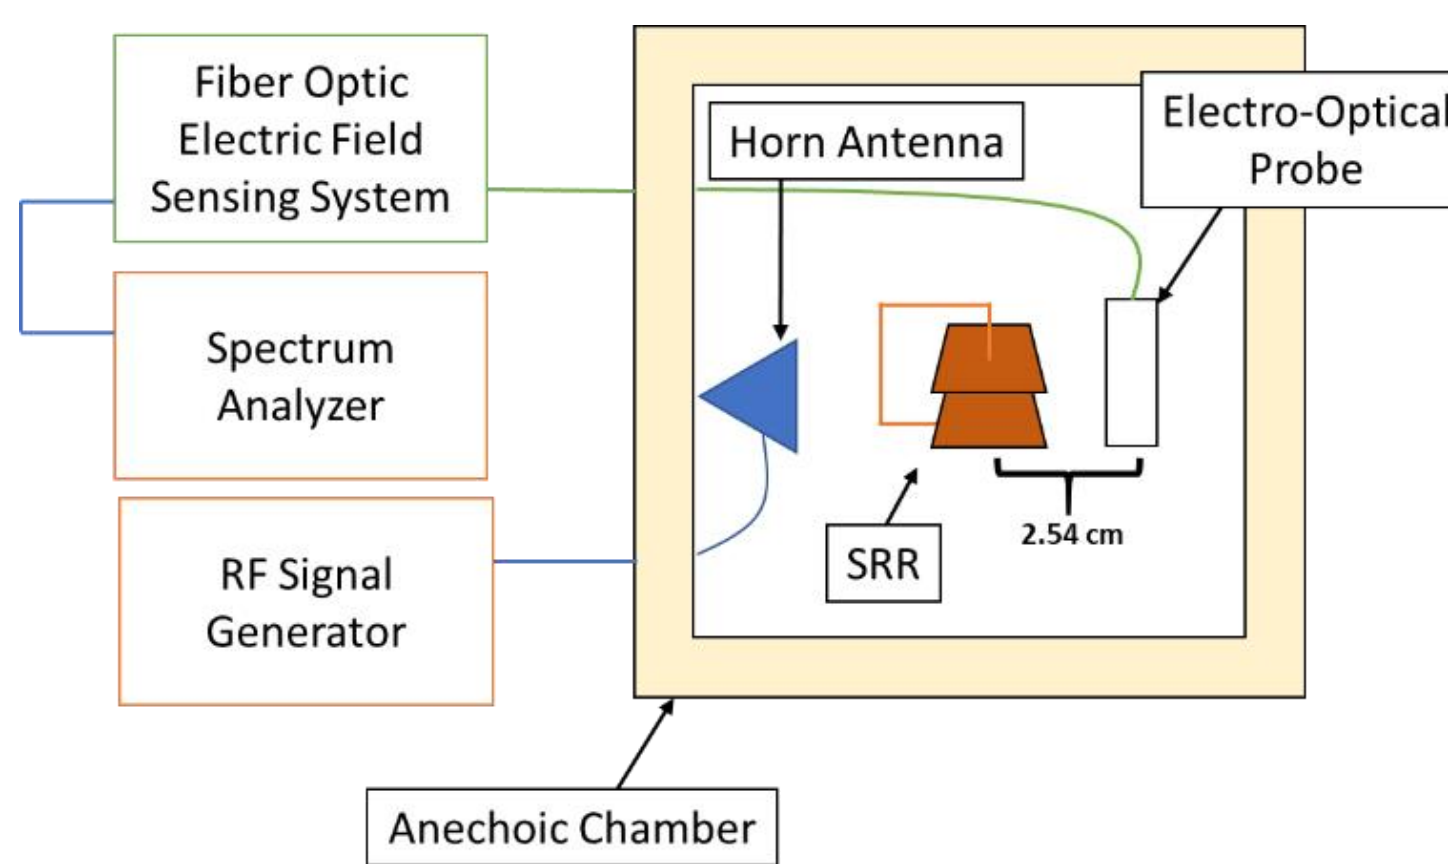 Fiber Optic
Electric Field
Sensing System
Spectrum
Analyzer
RF Signal
Generator
Horn Antenna
Electro-Optical
Probe
SRR
2.54 cm
Anechoic Chamber